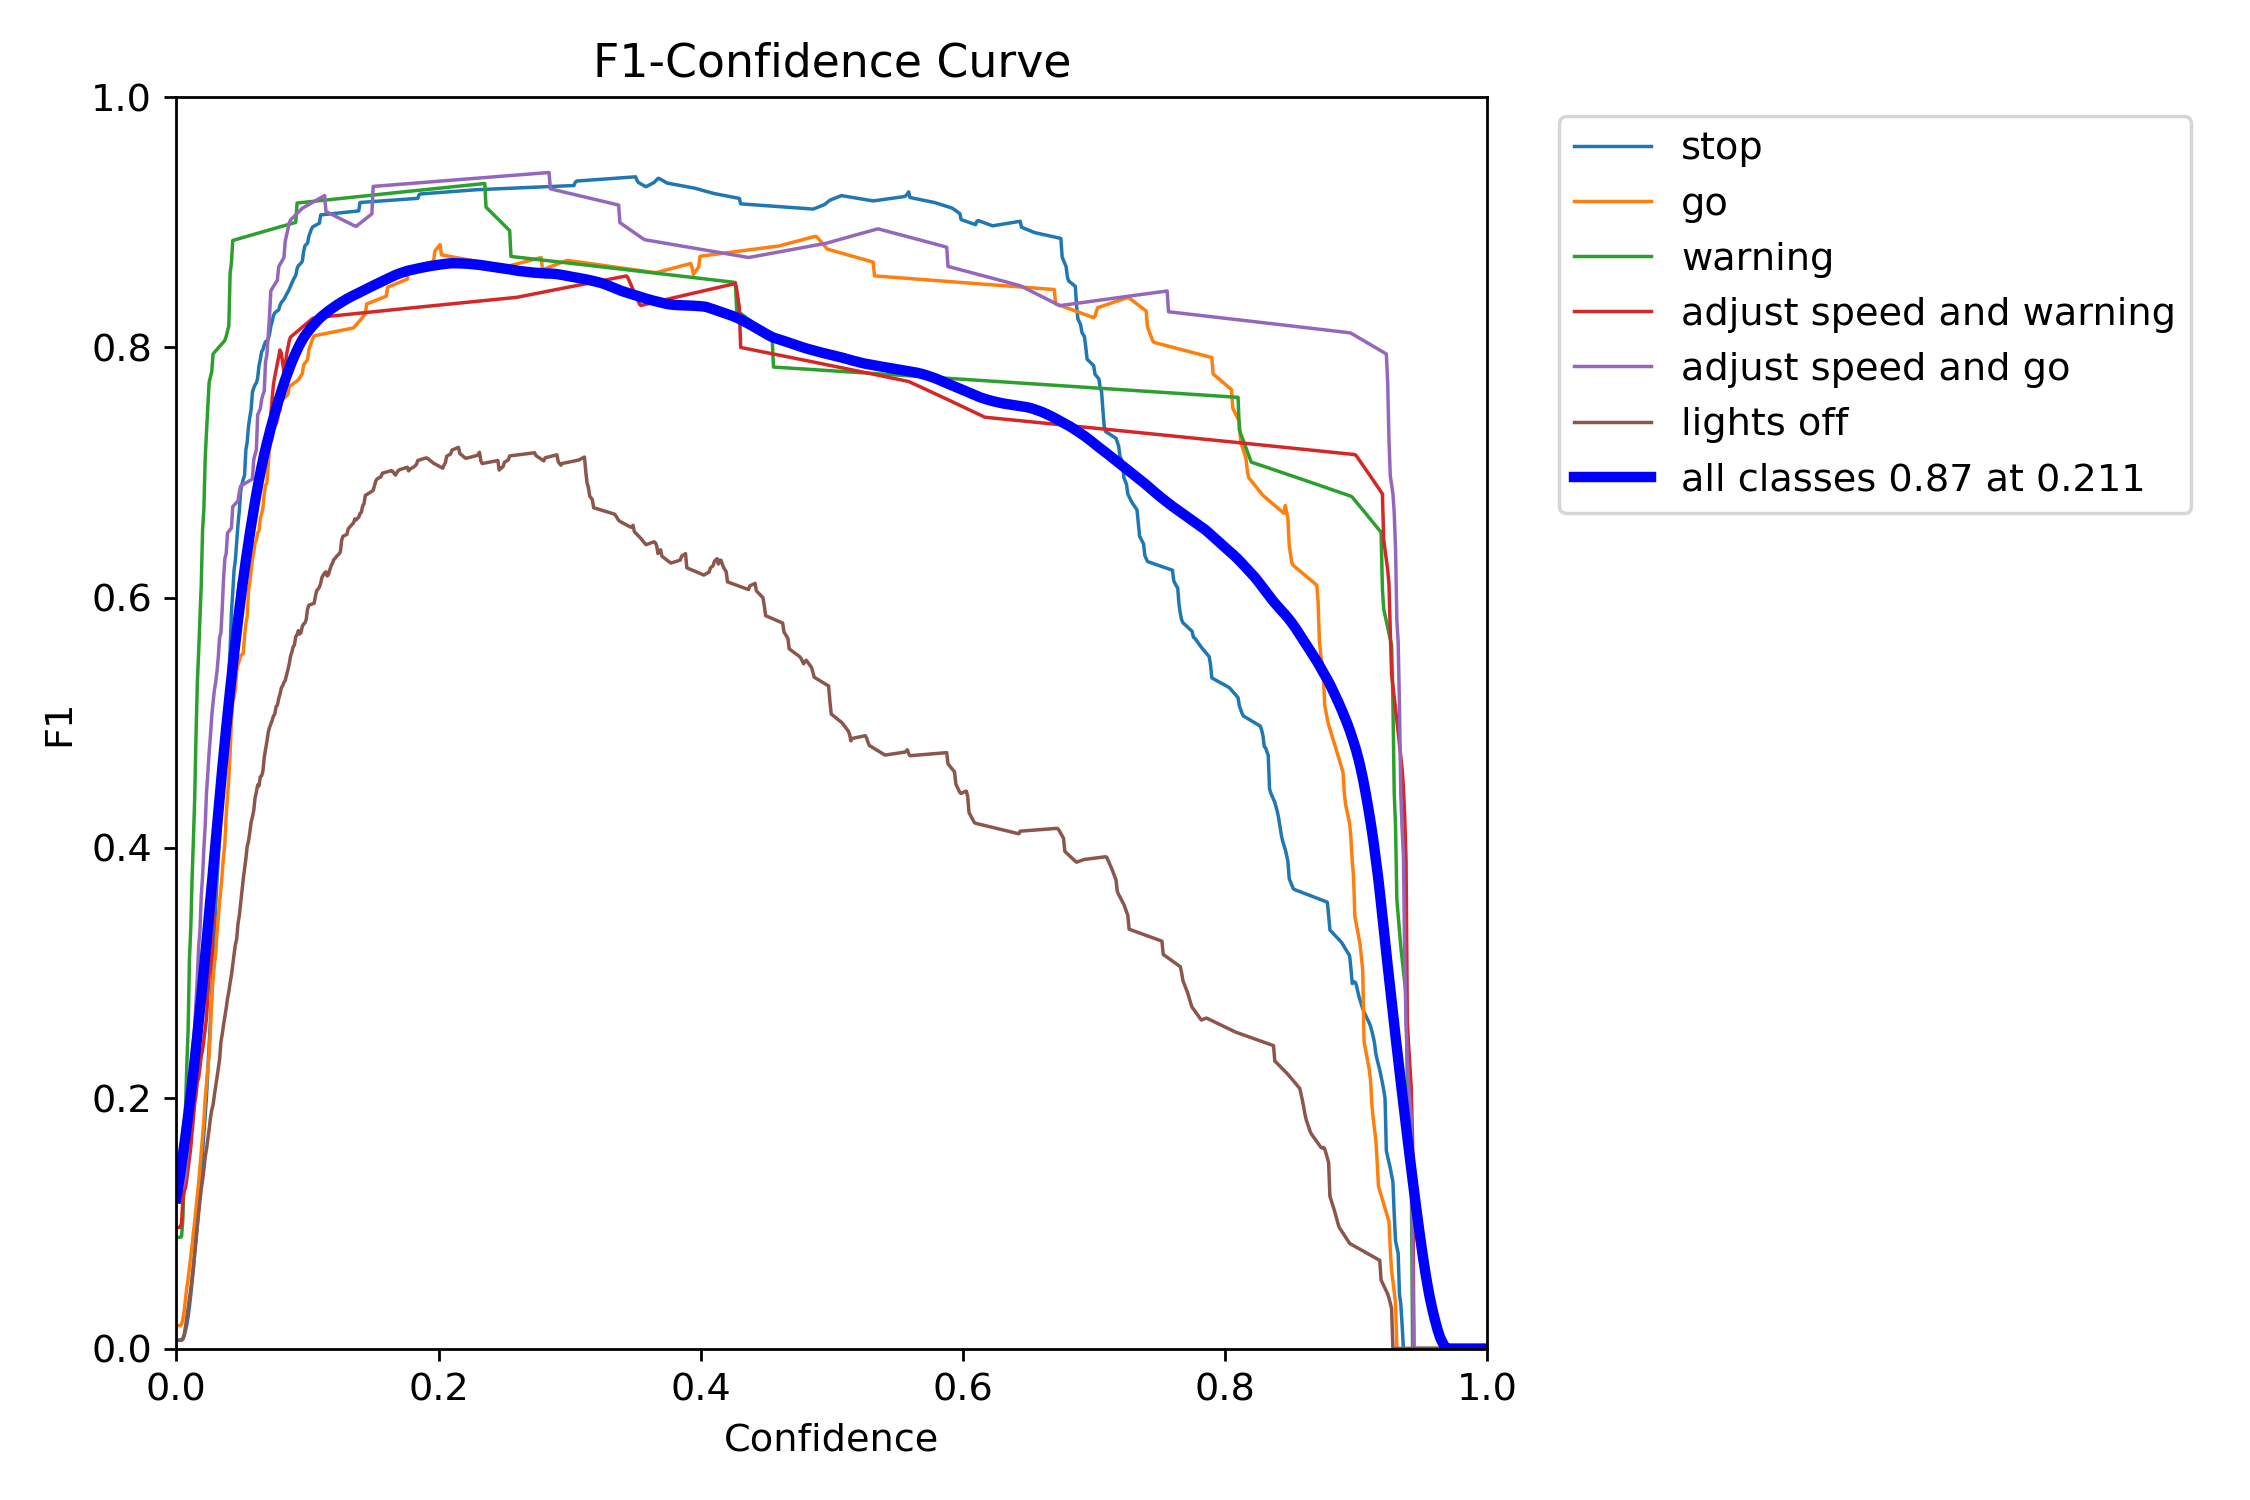 F1-Confidence Curve
1.0
0.8
0.6
0.4
0.2
0.0
F1
0.0 0.2 0.4 0.6 0.8 1.0
Confidence
stop
go
warning
adjust speed and warning
adjust speed and go
lights off
all classes 0.87 at 0.211